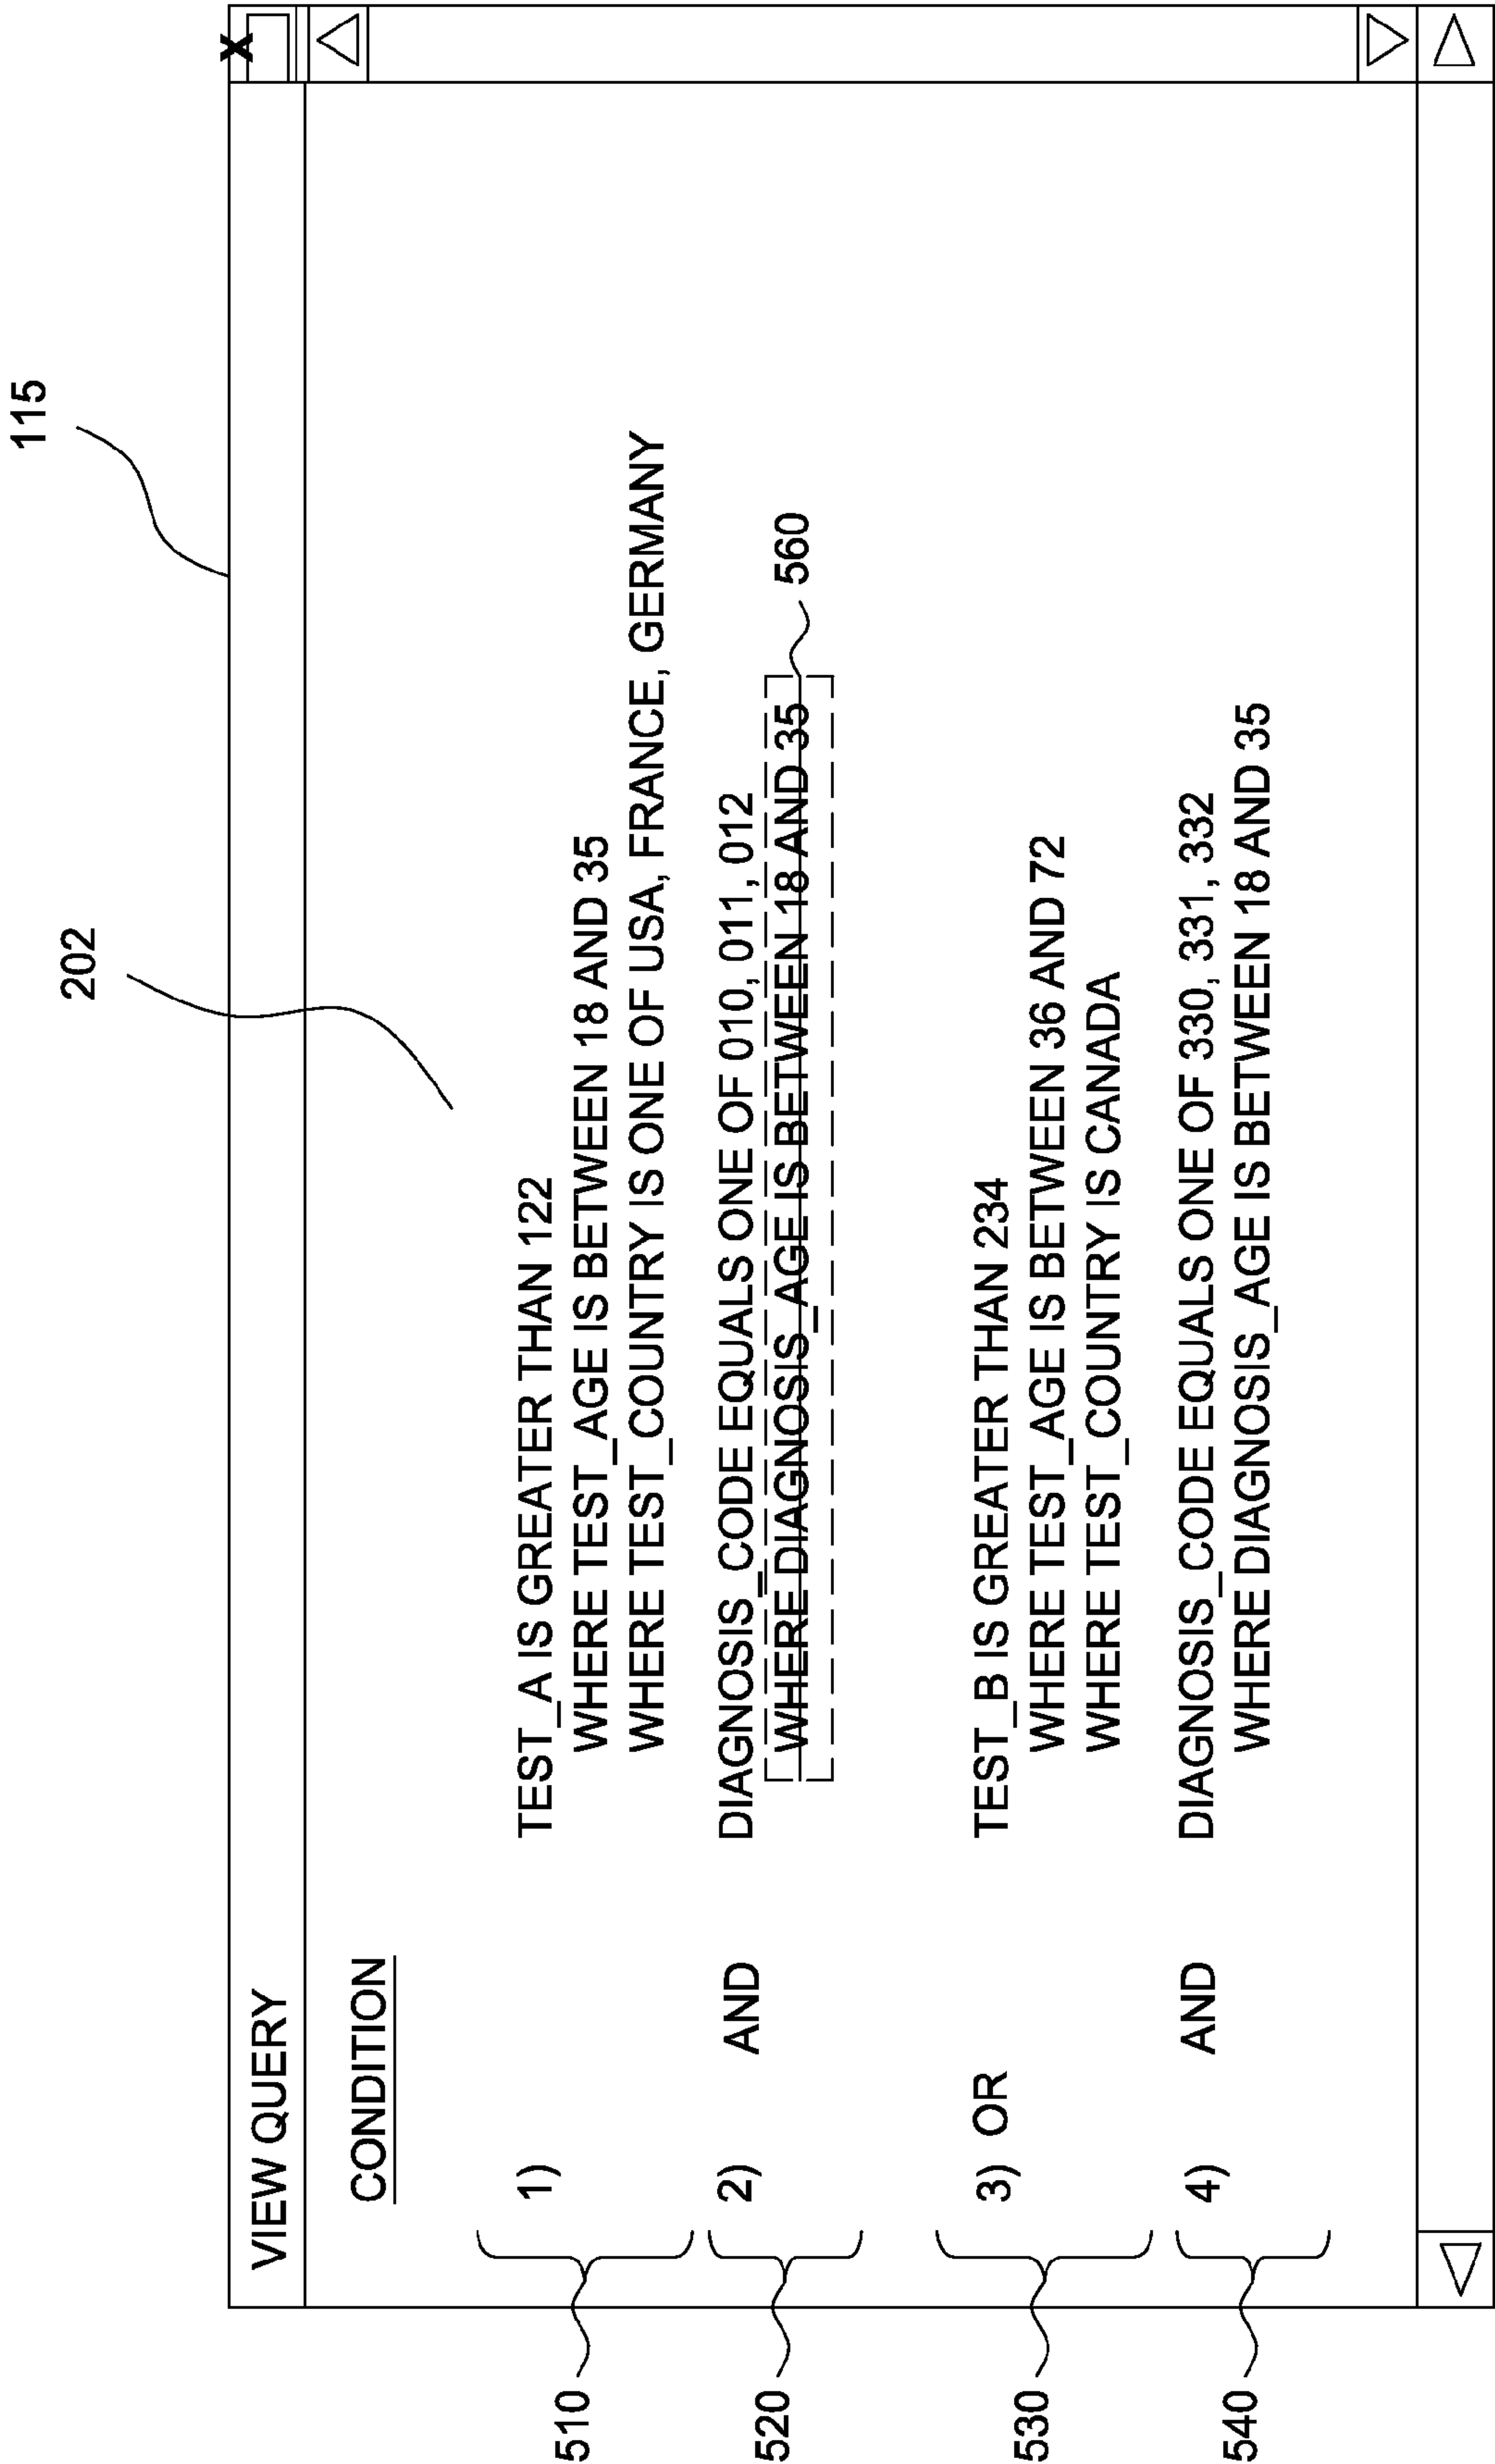 115
202
VIEW QUERY
X
CONDITION
510
1) TEST_A IS GREATER THAN 122
WHERE TEST_AGE IS BETWEEN 18 AND 35
WHERE TEST_COUNTRY IS ONE OF USA, FRANCE, GERMANY
520
2) AND DIAGNOSIS_CODE EQUALS ONE OF 010, 011, 012
WHERE DIAGNOSIS_AGE IS BETWEEN 18 AND 35
560
530
3) OR TEST_B IS GREATER THAN 234
WHERE TEST_AGE IS BETWEEN 36 AND 72
WHERE TEST_COUNTRY IS CANADA
540
4) AND DIAGNOSIS_CODE EQUALS ONE OF 330, 331, 332
WHERE DIAGNOSIS_AGE IS BETWEEN 18 AND 35